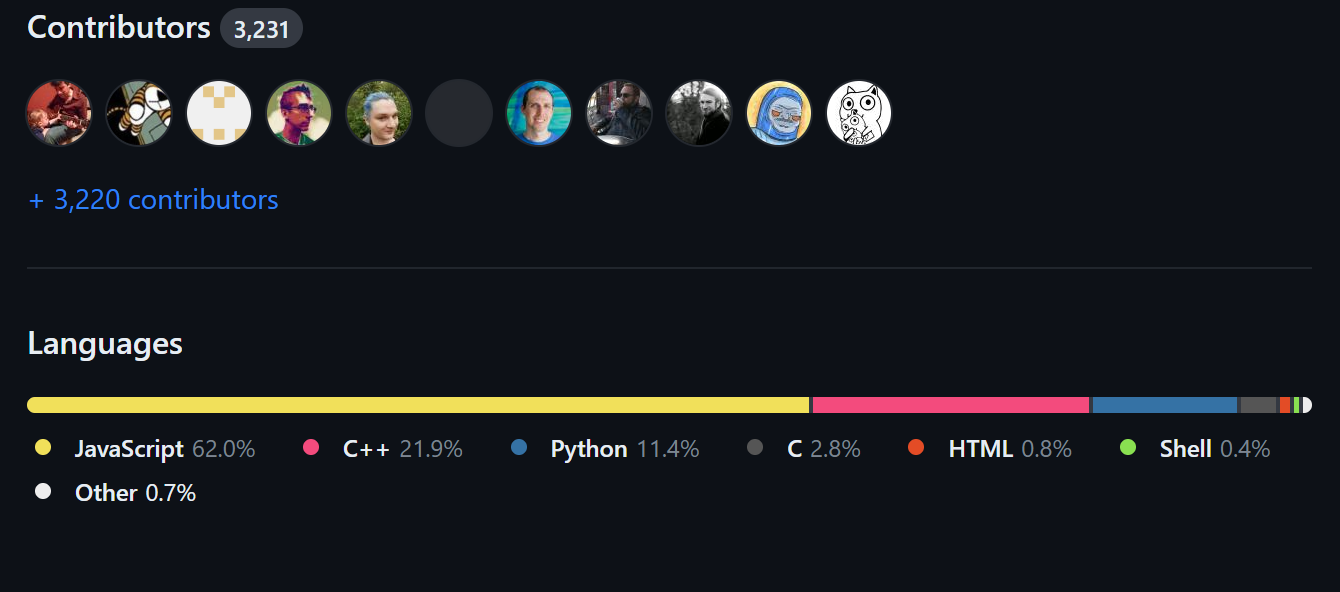 Contributors 3,231
+ 3,220 contributors
Languages
JavaScript 62.0% C++ 21.9% Python 11.4% C 2.8% HTML 0.8% Shell 0.4%
Other 0.7%